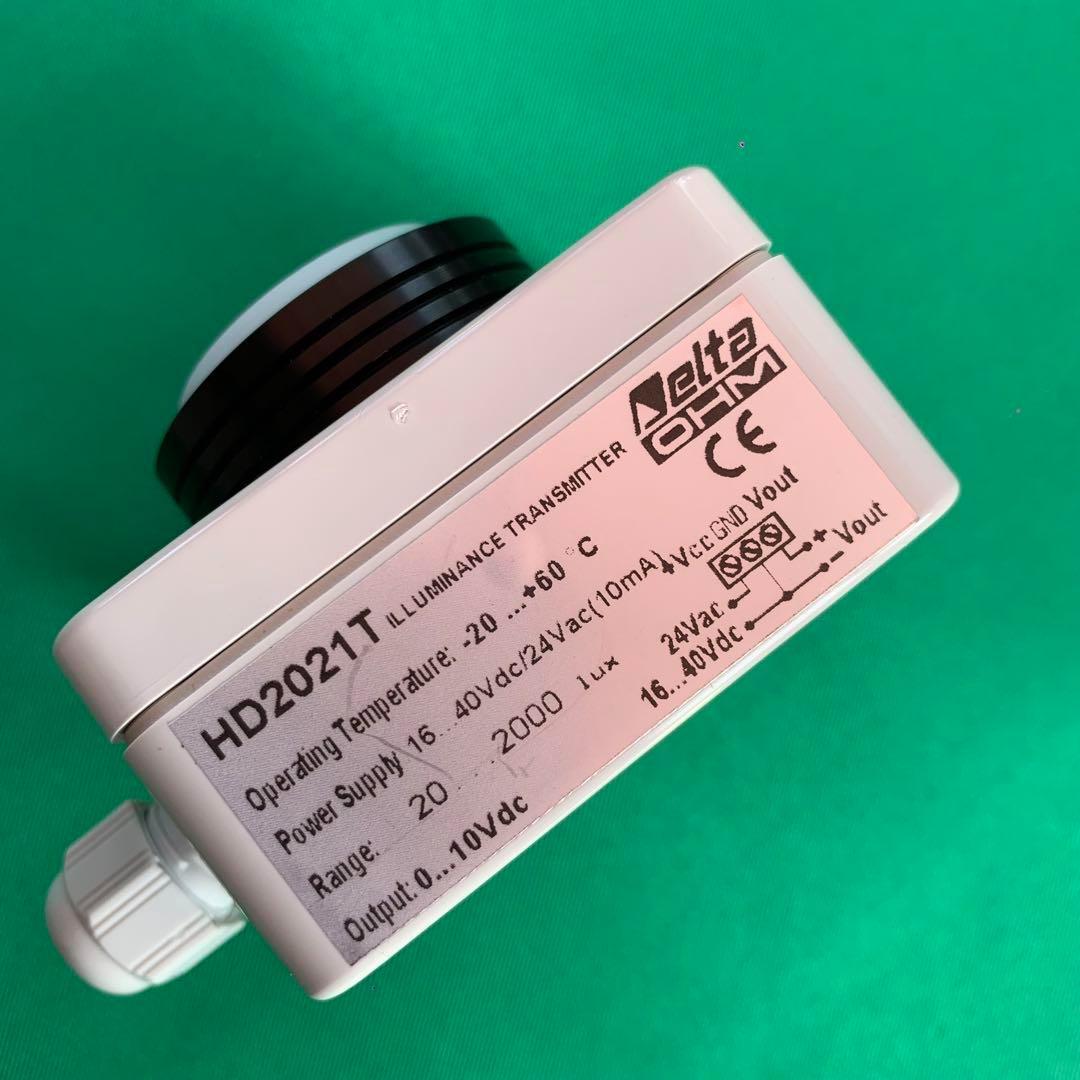 Delta
OHM
CE
HD2021T ILLUMINANCE TRANSMITTER
Operating Temperature: -20 ...+60 °C
Power Supply 16...40Vdc/24Vac(10mA)
Range: 20 ... 2000 lux
Output: 0...10Vdc
+Vcc GND Vout
+
- Vout
24Vac
16...40Vdc